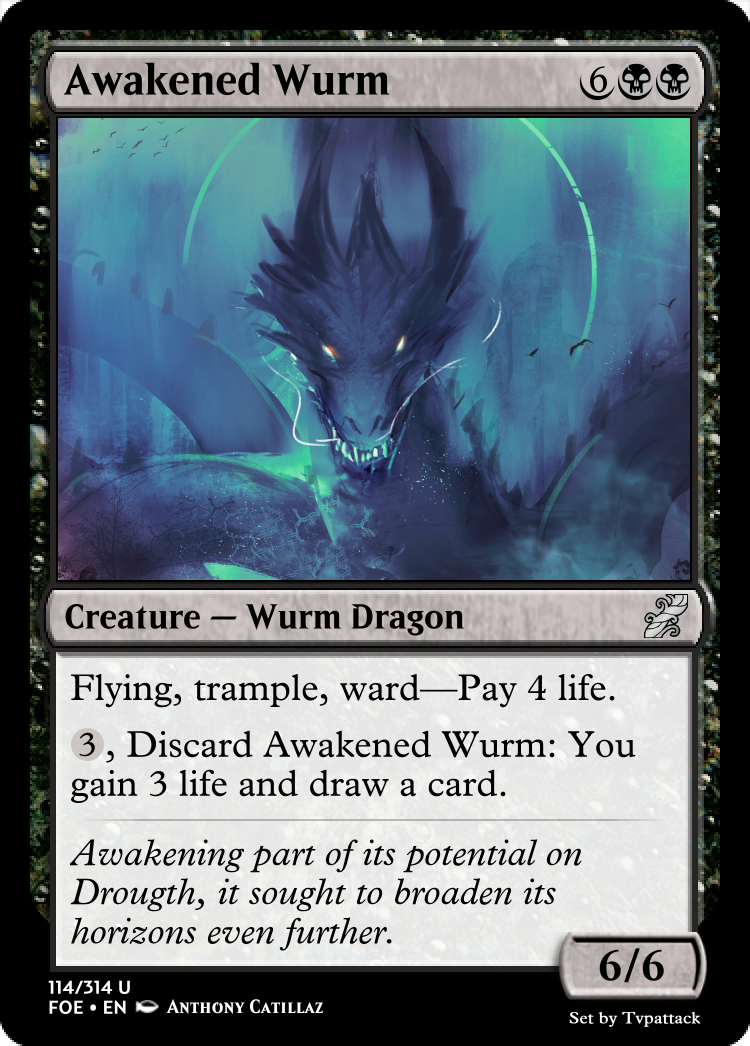 Awakened Wurm 6
Creature — Wurm Dragon
Flying, trample, ward—Pay 4 life.
3, Discard Awakened Wurm: You
gain 3 life and draw a card.
Awakening part of its potential on
Drougth, it sought to broaden its
horizons even further.
6/6
114/314 U
FOE • EN Anthony Catillaz
Set by Tvpattack